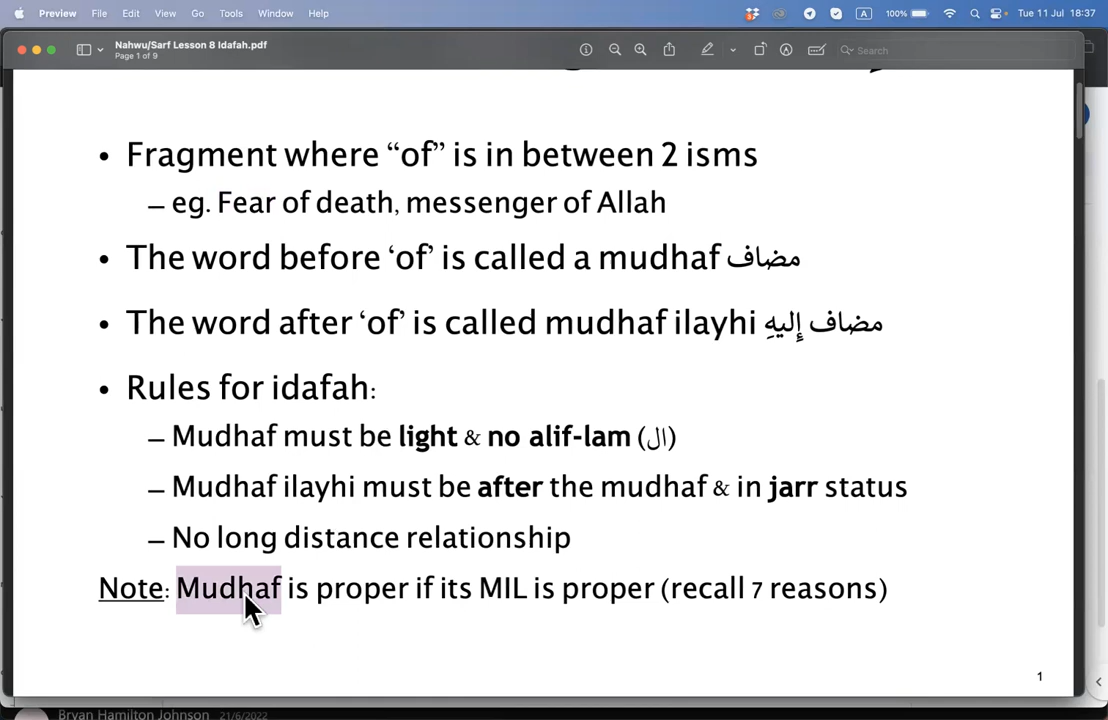 Preview File Edit View Go Tools Window Help
A 100% Tue 11 Jul 18:37
Nahwu/Sarf Lesson 8 Idafah.pdf
Page 1 of 9
Search
• Fragment where “of” is in between 2 isms
– eg. Fear of death, messenger of Allah
• The word before ‘of’ is called a mudhaf مضاف
• The word after ‘of’ is called mudhaf ilayhi مضاف إليهِ
• Rules for idafah:
– Mudhaf must be light & no alif-lam (ال)
– Mudhaf ilayhi must be after the mudhaf & in jarr status
– No long distance relationship
Note: Mudhaf is proper if its MIL is proper (recall 7 reasons)
1
Bryan Hamilton Johnson 21/6/2022